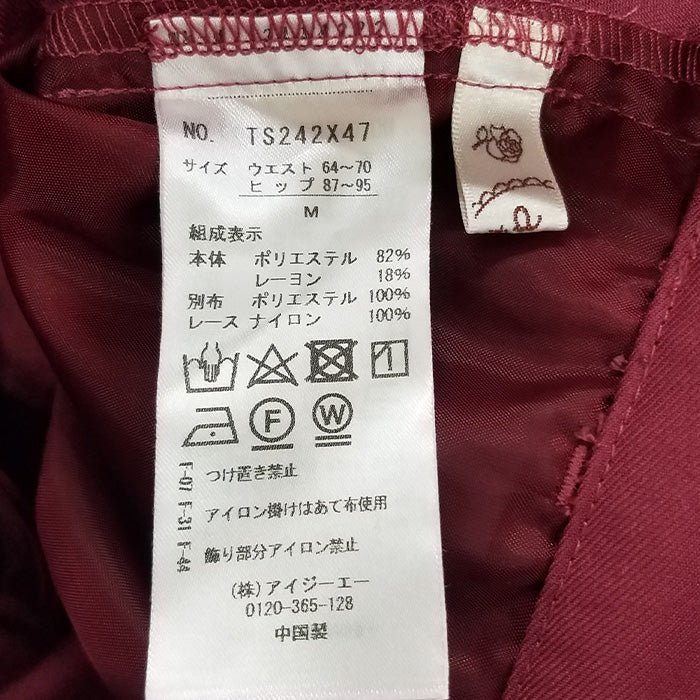 NO. TS242X47
サイズ ウエスト 64~70
ヒップ 87~95
M
組成表示
本体 ポリエステル 82%
レーヨン 18%
別布 ポリエステル 100%
レース ナイロン 100%
F
W
F-07 つけ置き禁止
F-31 アイロン掛けはあて布使用
F-44 飾り部分アイロン禁止
(株)アイジーエー
0120-365-128
中国製